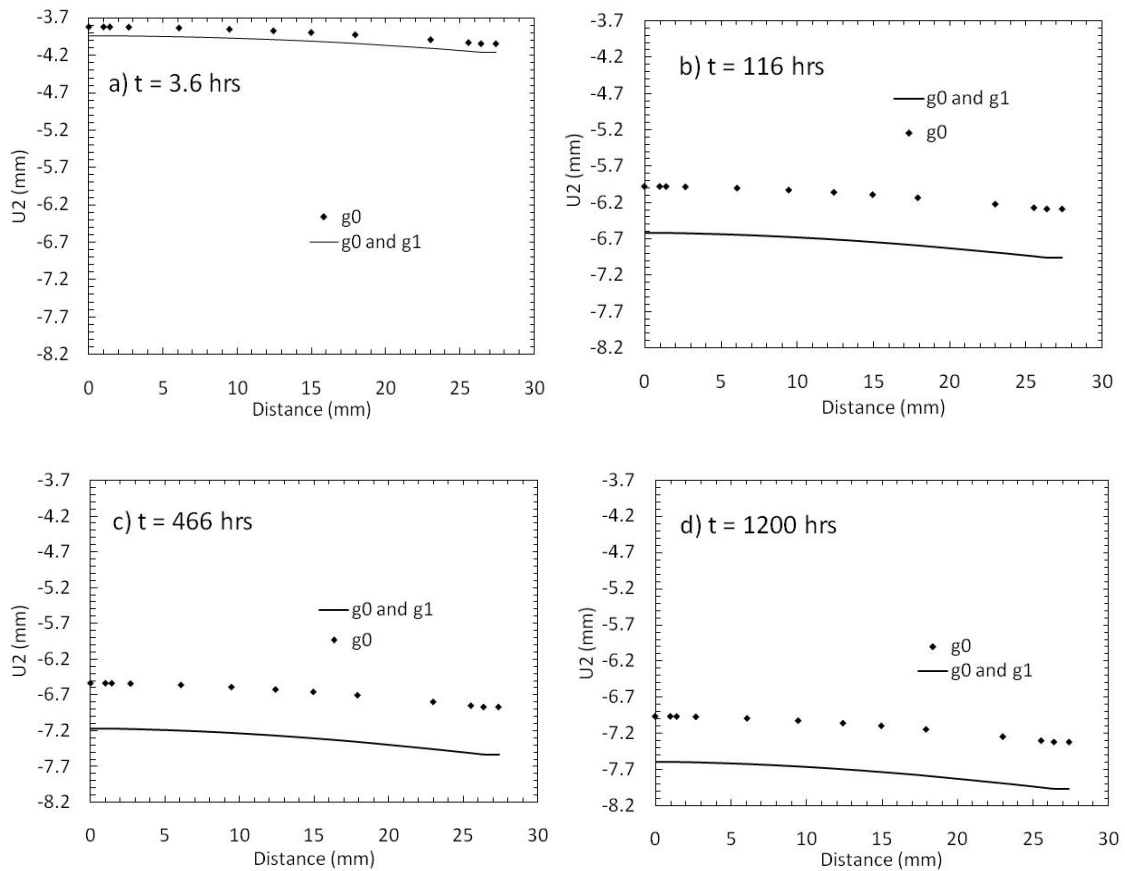 a) t = 3.6 hrs
U2 (mm)
-3.7
-4.2
-4.7
-5.2
-5.7
-6.2
-6.7
-7.2
-7.7
-8.2
g0
g0 and g1
0 5 10 15 20 25 30
Distance (mm)
b) t = 116 hrs
U2 (mm)
-3.7
-4.2
-4.7
-5.2
-5.7
-6.2
-6.7
-7.2
-7.7
-8.2
g0 and g1
g0
0 5 10 15 20 25 30
Distance (mm)
c) t = 466 hrs
U2 (mm)
-3.7
-4.2
-4.7
-5.2
-5.7
-6.2
-6.7
-7.2
-7.7
-8.2
g0 and g1
g0
0 5 10 15 20 25 30
Distance (mm)
d) t = 1200 hrs
U2 (mm)
-3.7
-4.2
-4.7
-5.2
-5.7
-6.2
-6.7
-7.2
-7.7
-8.2
g0
g0 and g1
0 5 10 15 20 25 30
Distance (mm)